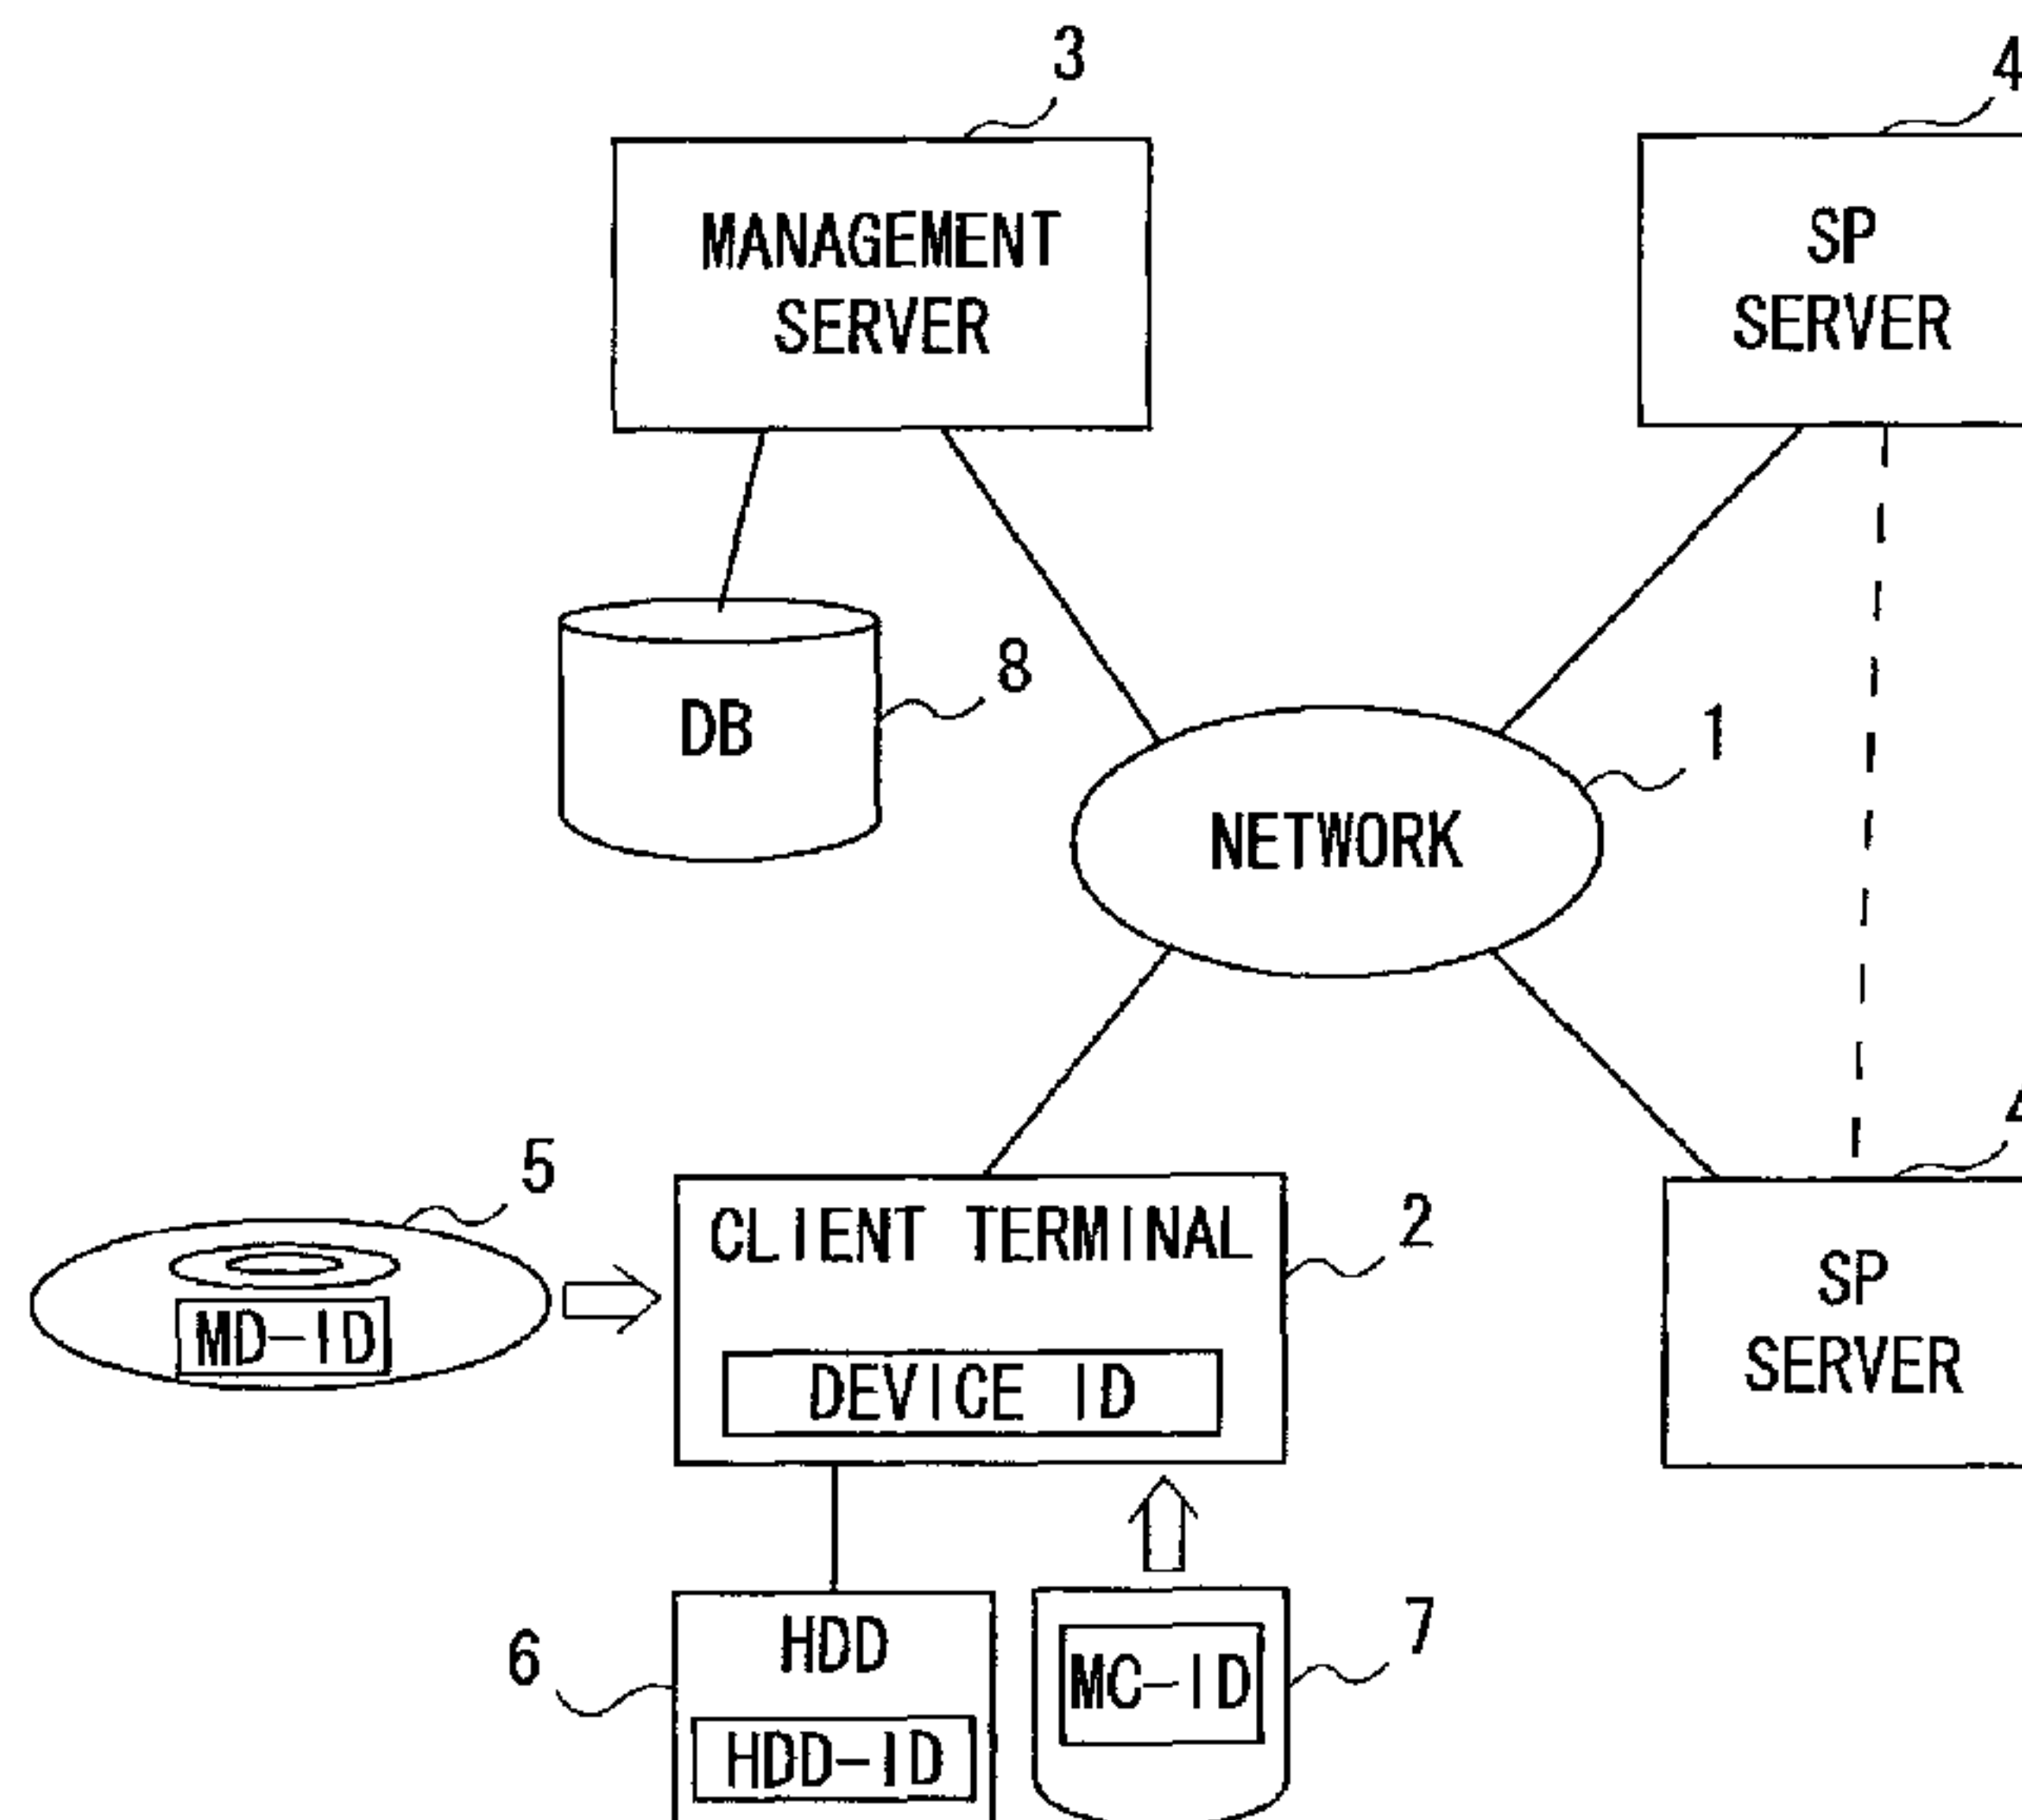 3
4
MANAGEMENT
SERVER
SP
SERVER
8
DB
1
NETWORK
5
2
CLIENT TERMINAL
MD-ID
DEVICE ID
SP
SERVER
6
HDD
HDD-ID
7
MC-ID